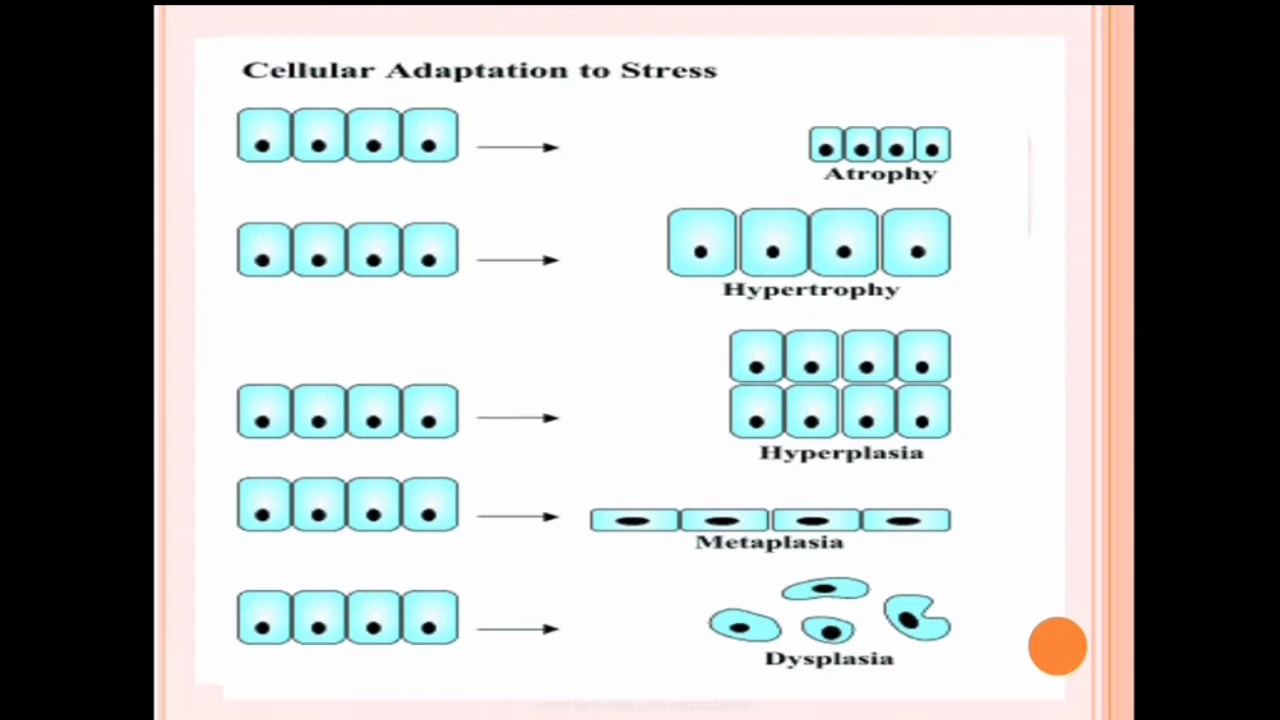 Cellular Adaptation to Stress
Atrophy
Hypertrophy
Hyperplasia
Metaplasia
Dysplasia